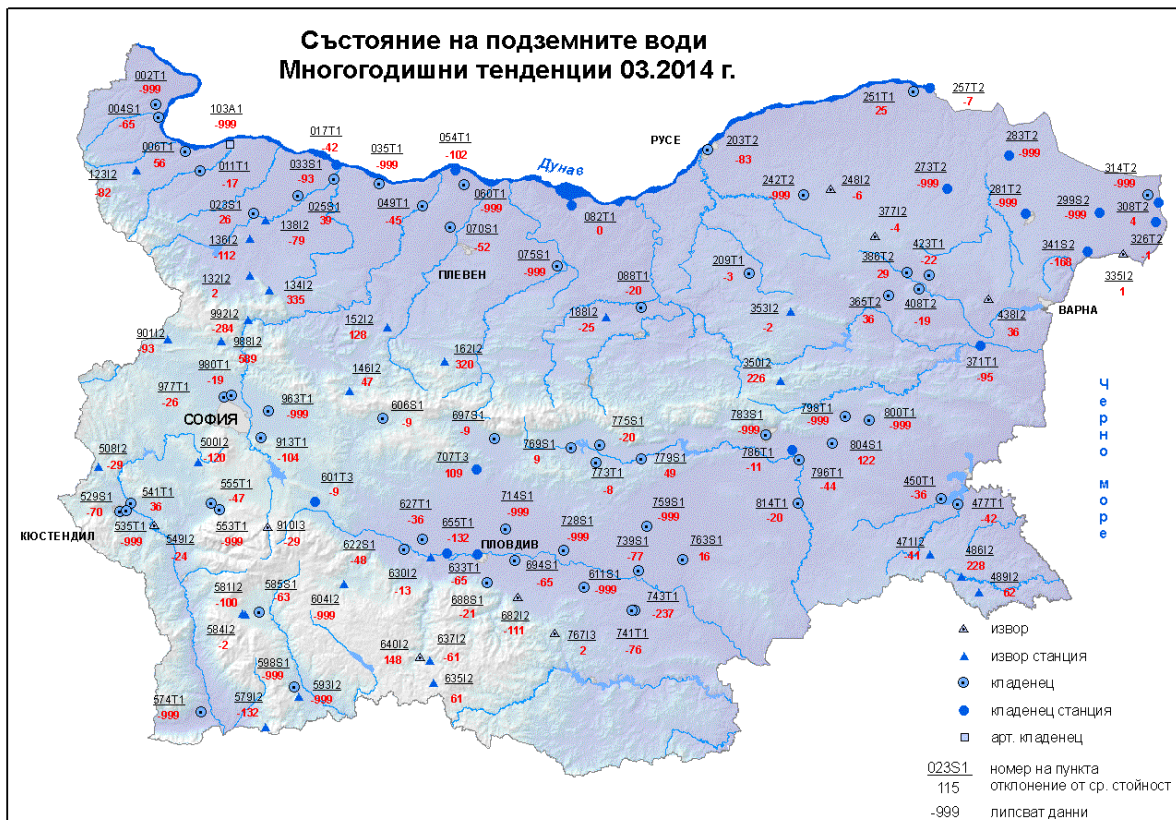 Състояние на подземните води
Многогодишни тенденции 03.2014 г.
002T1
-999
004S1
-65
103A1
-999
006T1
56
011T1
-17
123I2
-82
017T1
-42
033S1
-93
035T1
-999
054T1
-102
Дунав
РУСЕ
203T2
-83
251T1
25
257T2
-7
283T2
-999
273T2
-999
242T2
-999
248I2
-6
281T2
-999
299S2
-999
314T2
-999
308T2
4
326T2
-1
335I2
1
341S2
-168
377I2
-4
423T1
-22
386T2
29
365T2
36
408T2
-19
438I2
36
ВАРНА
371T1
-95
023S1
26
025S1
39
138I2
-79
136I2
-112
049T1
-45
060T1
-999
070S1
-52
082T1
0
ПЛЕВЕН
075S1
-999
088T1
-20
209T1
-3
353I2
-2
188I2
-25
350I2
226
132I2
2
134I2
335
992I2
-284
988I2
589
901I2
-93
152I2
128
162I2
320
146I2
47
980T1
-19
977T1
-26
963T1
-999
СОФИЯ
913T1
-104
500I2
-120
508I2
-29
606S1
-9
697S1
-9
769S1
9
775S1
-20
773T1
-8
779S1
49
783S1
-999
798T1
-999
800T1
-999
804S1
122
786T1
-11
796T1
-44
814T1
-20
450T1
-36
477T1
-42
471I2
-41
486I2
228
489I2
62
Черно море
707T3
109
601T3
-9
714S1
-999
627T1
-36
655T1
-132
ПЛОВДИВ
728S1
-999
759S1
-999
739S1
-77
763S1
16
694S1
-65
611S1
-999
743T1
-237
741T1
-76
633T1
-65
688S1
-21
682I2
-111
767I3
2
622S1
-48
630I2
-13
604I2
-999
640I2
148
637I2
-61
635I2
61
529S1
-70
541T1
36
535T1
-999
КЮСТЕНДИЛ
549I2
-24
555T1
-47
553T1
-999
910I3
-29
581I2
-100
585S1
-63
584I2
-2
598S1
-999
593I2
-999
574T1
-999
579I2
-132
извор
извор станция
кладенец
кладенец станция
арт. кладенец
023S1 номер на пункта
115 отклонение от ср. стойност
-999 липсват данни